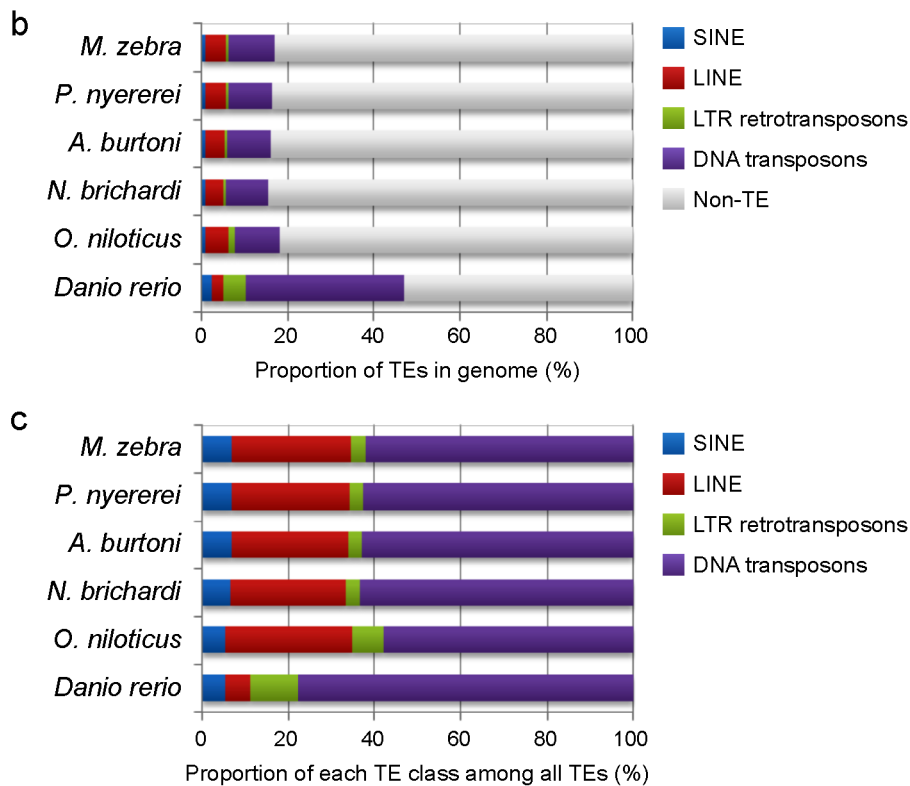 b
M. zebra
P. nyererei
A. burtoni
N. brichardi
O. niloticus
Danio rerio
0 20 40 60 80 100
Proportion of TEs in genome (%)
SINE
LINE
LTR retrotransposons
DNA transposons
Non-TE
c
M. zebra
P. nyererei
A. burtoni
N. brichardi
O. niloticus
Danio rerio
0 20 40 60 80 100
Proportion of each TE class among all TEs (%)
SINE
LINE
LTR retrotransposons
DNA transposons